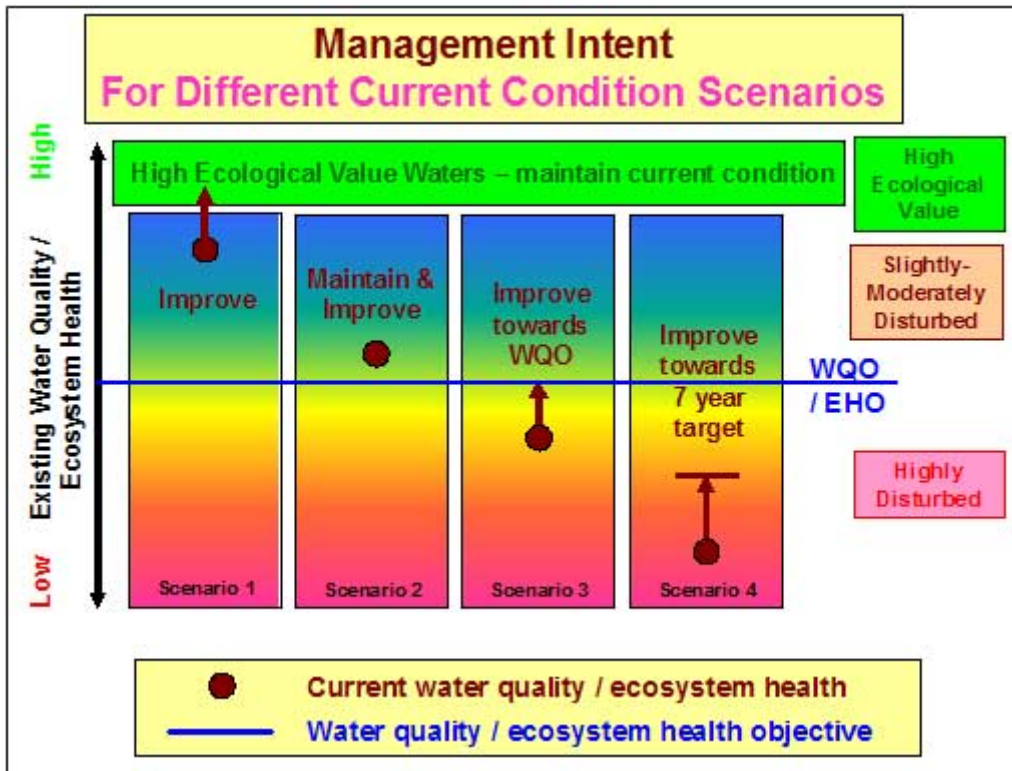 Management Intent
For Different Current Condition Scenarios
High
Existing Water Quality /
Ecosystem Health
Low
High Ecological Value Waters – maintain current condition
High
Ecological
Value
Slightly-
Moderately
Disturbed
Highly
Disturbed
Improve
Scenario 1
Maintain &
Improve
Scenario 2
Improve
towards
WQO
Scenario 3
Improve
towards
7 year
target
Scenario 4
WQO
/ EHO
Current water quality / ecosystem health
Water quality / ecosystem health objective